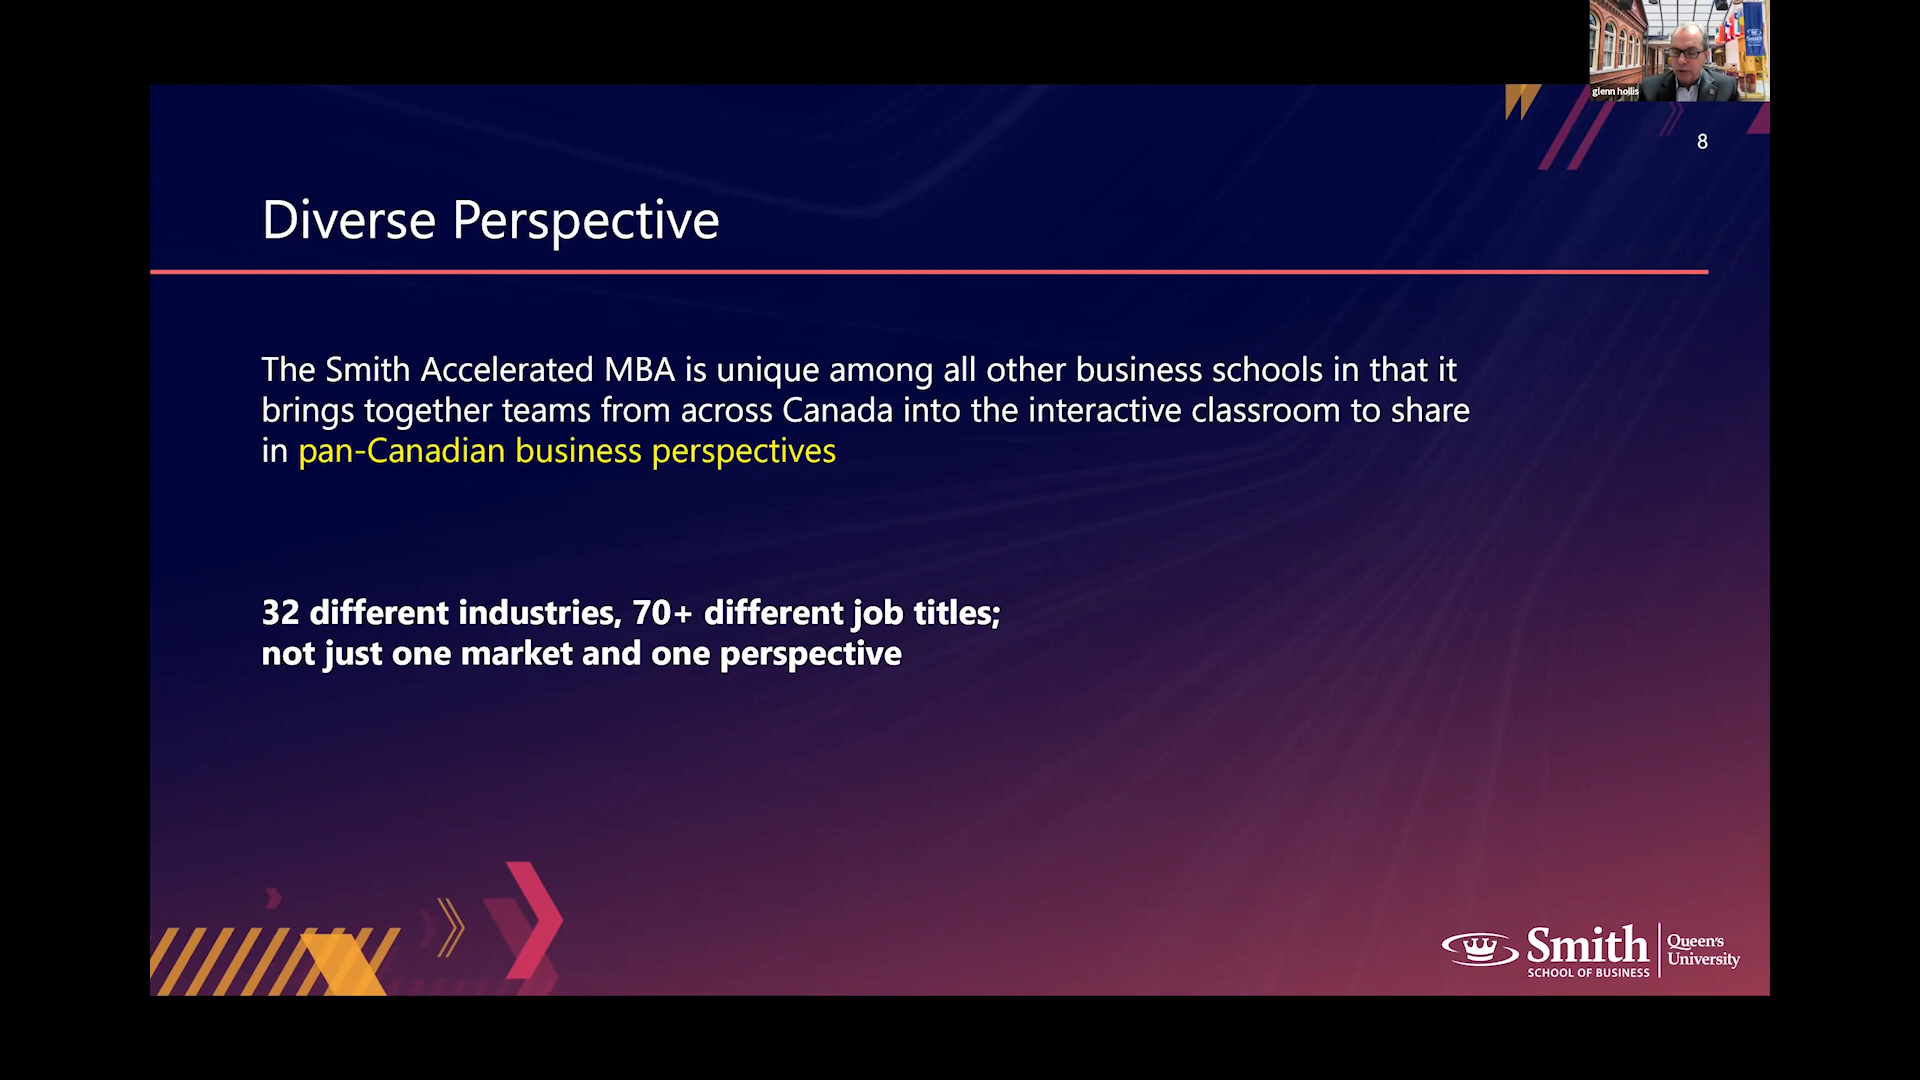 glenn hollis
8
Diverse Perspective
The Smith Accelerated MBA is unique among all other business schools in that it
brings together teams from across Canada into the interactive classroom to share
in pan-Canadian business perspectives
32 different industries, 70+ different job titles;
not just one market and one perspective
Smith
SCHOOL OF BUSINESS
Queen's
University